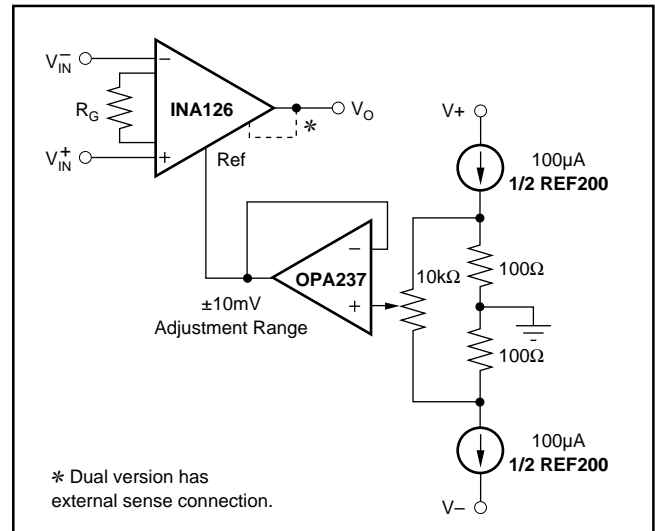 V−IN
−
INA126
RG
V+IN
+
Ref
VO
*
V+
100µA
1/2 REF200
100Ω
10kΩ
−
OPA237
+
±10mV
Adjustment Range
100Ω
100µA
1/2 REF200
V−
* Dual version has
external sense connection.